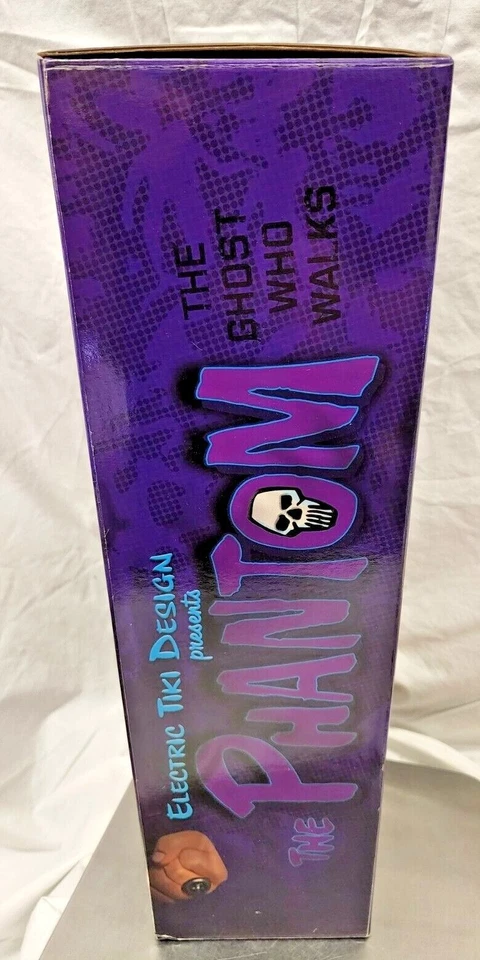 ELECTRIC TIKI DESIGN
presents
THE PHANTOM
THE
GHOST
WHO
WALKS